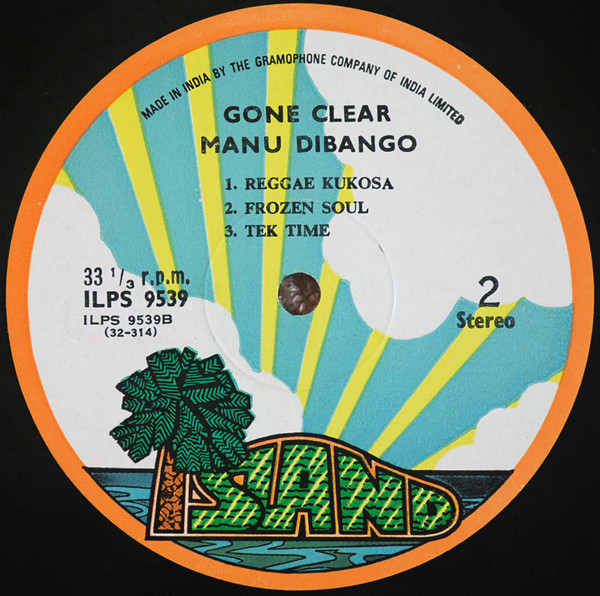 MADE IN INDIA BY THE GRAMOPHONE COMPANY OF INDIA LIMITED
GONE CLEAR
MANU DIBANGO
1. REGGAE KUKOSA
2. FROZEN SOUL
3. TEK TIME
33 1/3 r.p.m.
ILPS 9539
ILPS 9539B
(32-314)
2
Stereo
ISLAND